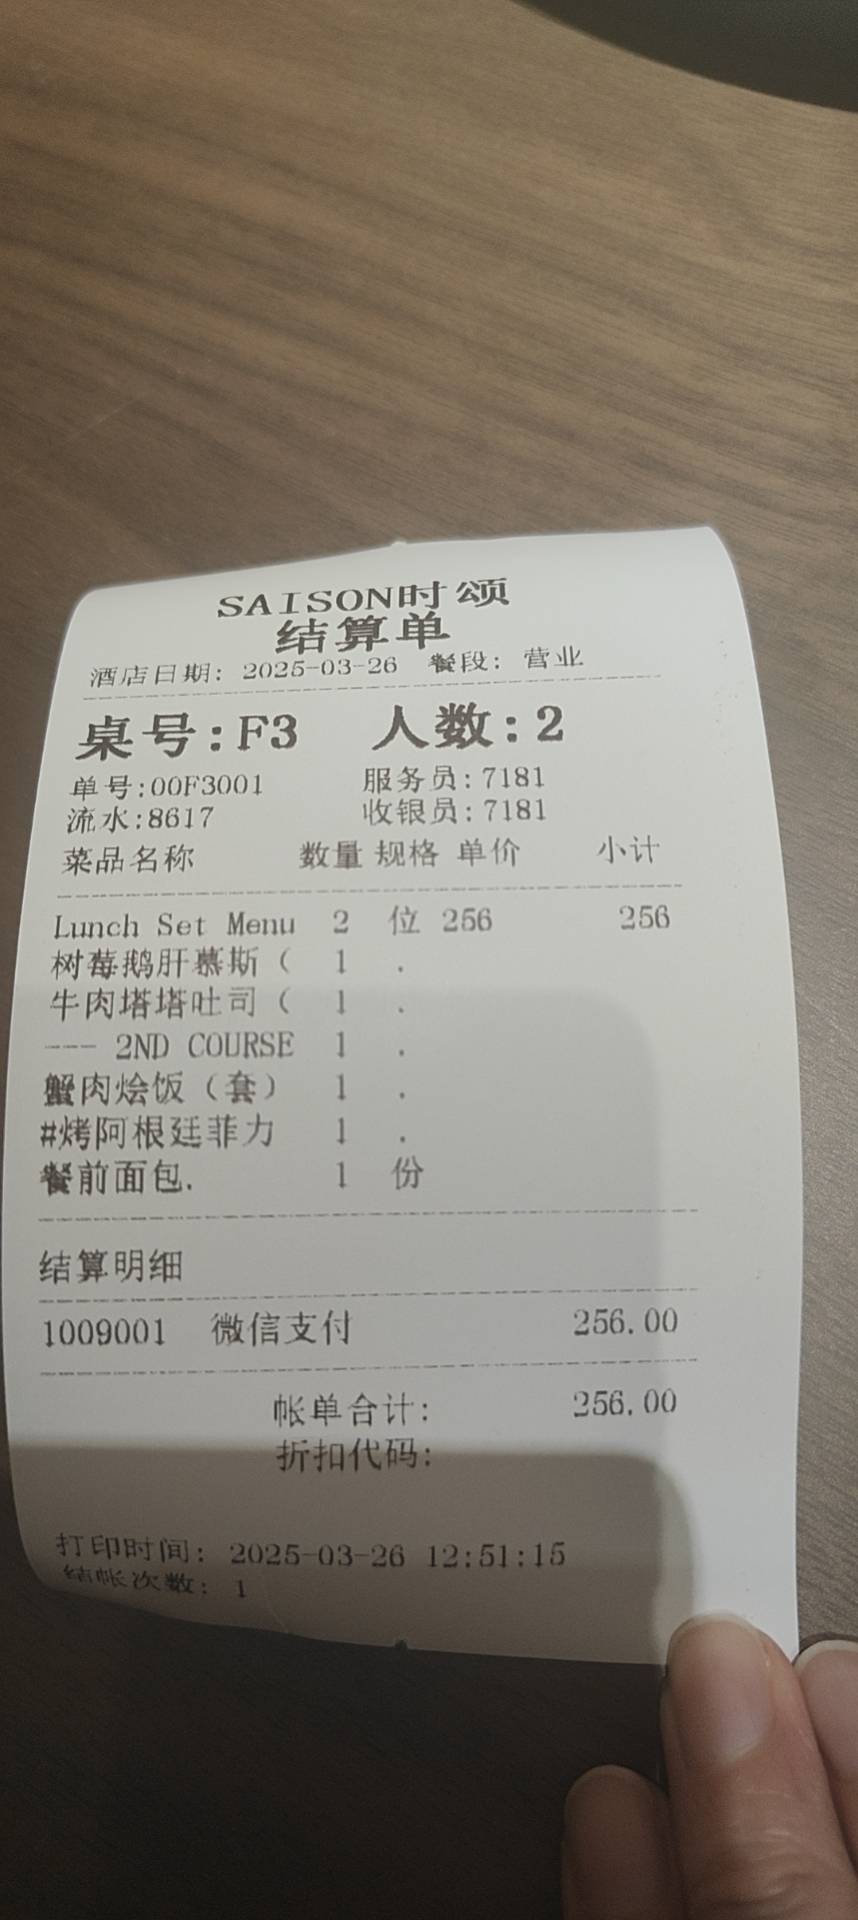 SAISON时颂
结算单
酒店日期: 2025-03-26 餐段: 营业
桌号:F3 人数:2
单号:00F3001 服务员:7181
流水:8617 收银员:7181
菜品名称 数量 规格 单价 小计
Lunch Set Menu 2 位 256 256
树莓鹅肝慕斯( 1 .
牛肉塔塔吐司( 1 .
--- 2ND COURSE 1 .
蟹肉烩饭(套) 1 .
#烤阿根廷菲力 1 .
餐前面包. 1 份
结算明细
1009001 微信支付 256.00
帐单合计: 256.00
折扣代码:
打印时间: 2025-03-26 12:51:15
结帐次数: 1